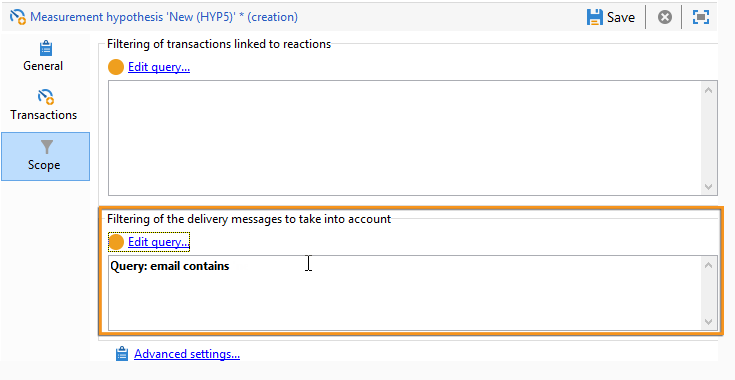 Measurement hypothesis 'New (HYP5)' * (creation)
Save
General
Transactions
Scope
Filtering of transactions linked to reactions
Edit query...
Filtering of the delivery messages to take into account
Edit query...
Query: email contains
Advanced settings...